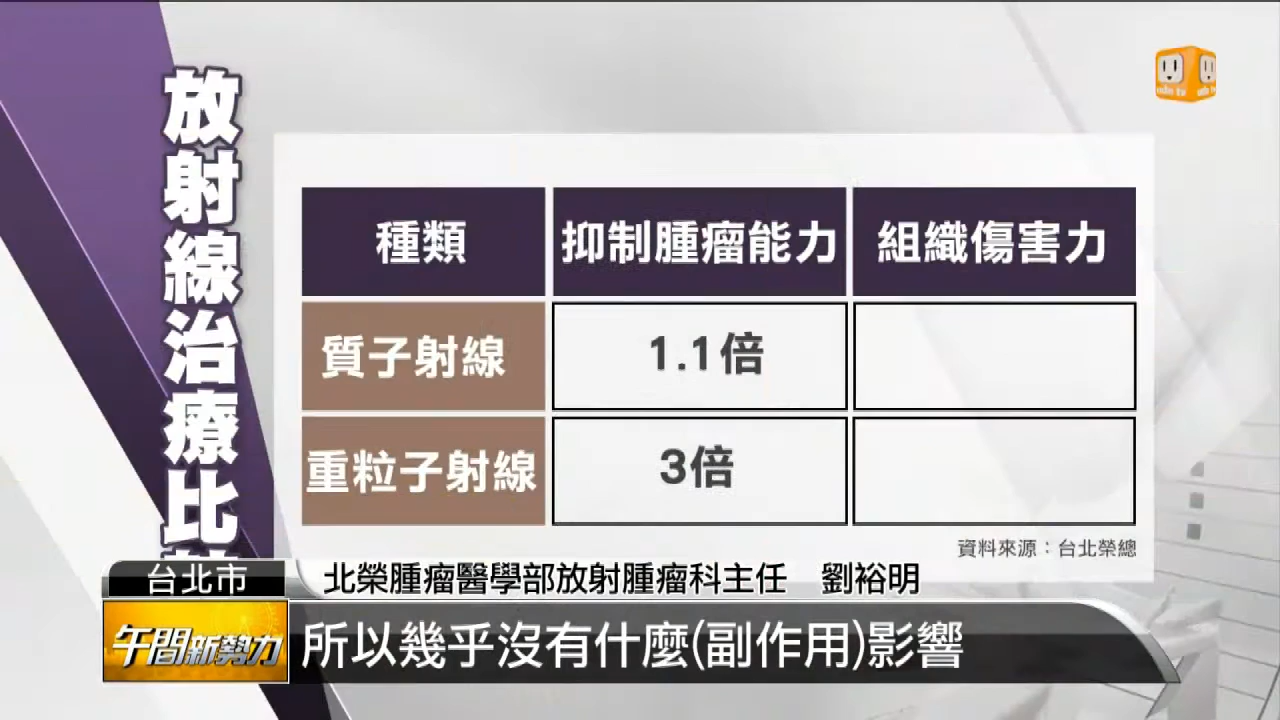 放射線治療比
種類 抑制腫瘤能力 組織傷害力
質子射線 1.1倍
重粒子射線 3倍
資料來源：台北榮總
台北市 北榮腫瘤醫學部放射腫瘤科主任 劉裕明
午間新勢力 所以幾乎沒有什麼(副作用)影響